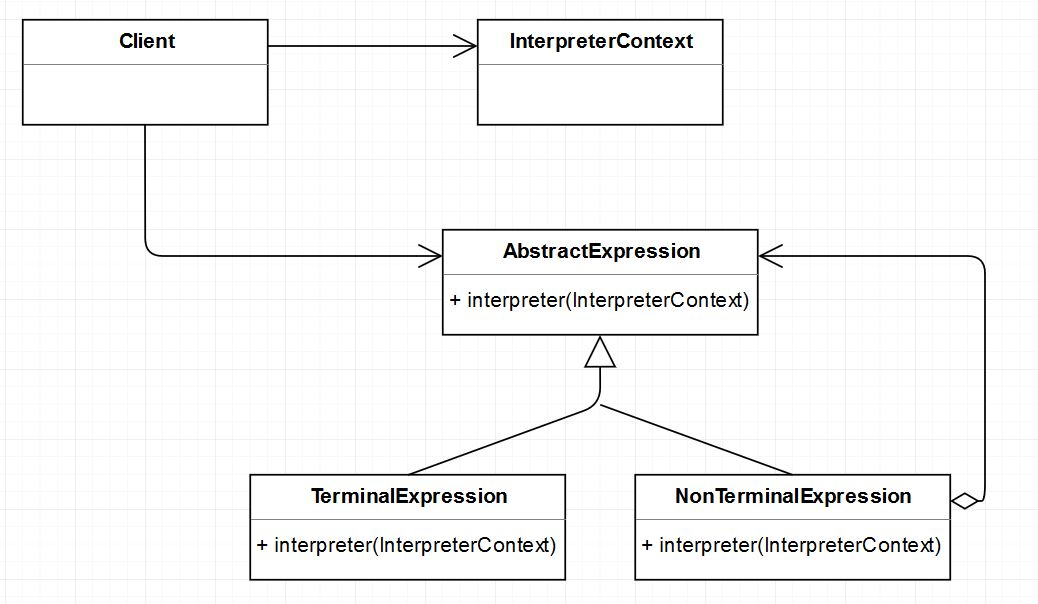 Client
InterpreterContext
AbstractExpression
+ interpreter(InterpreterContext)
TerminalExpression
+ interpreter(InterpreterContext)
NonTerminalExpression
+ interpreter(InterpreterContext)